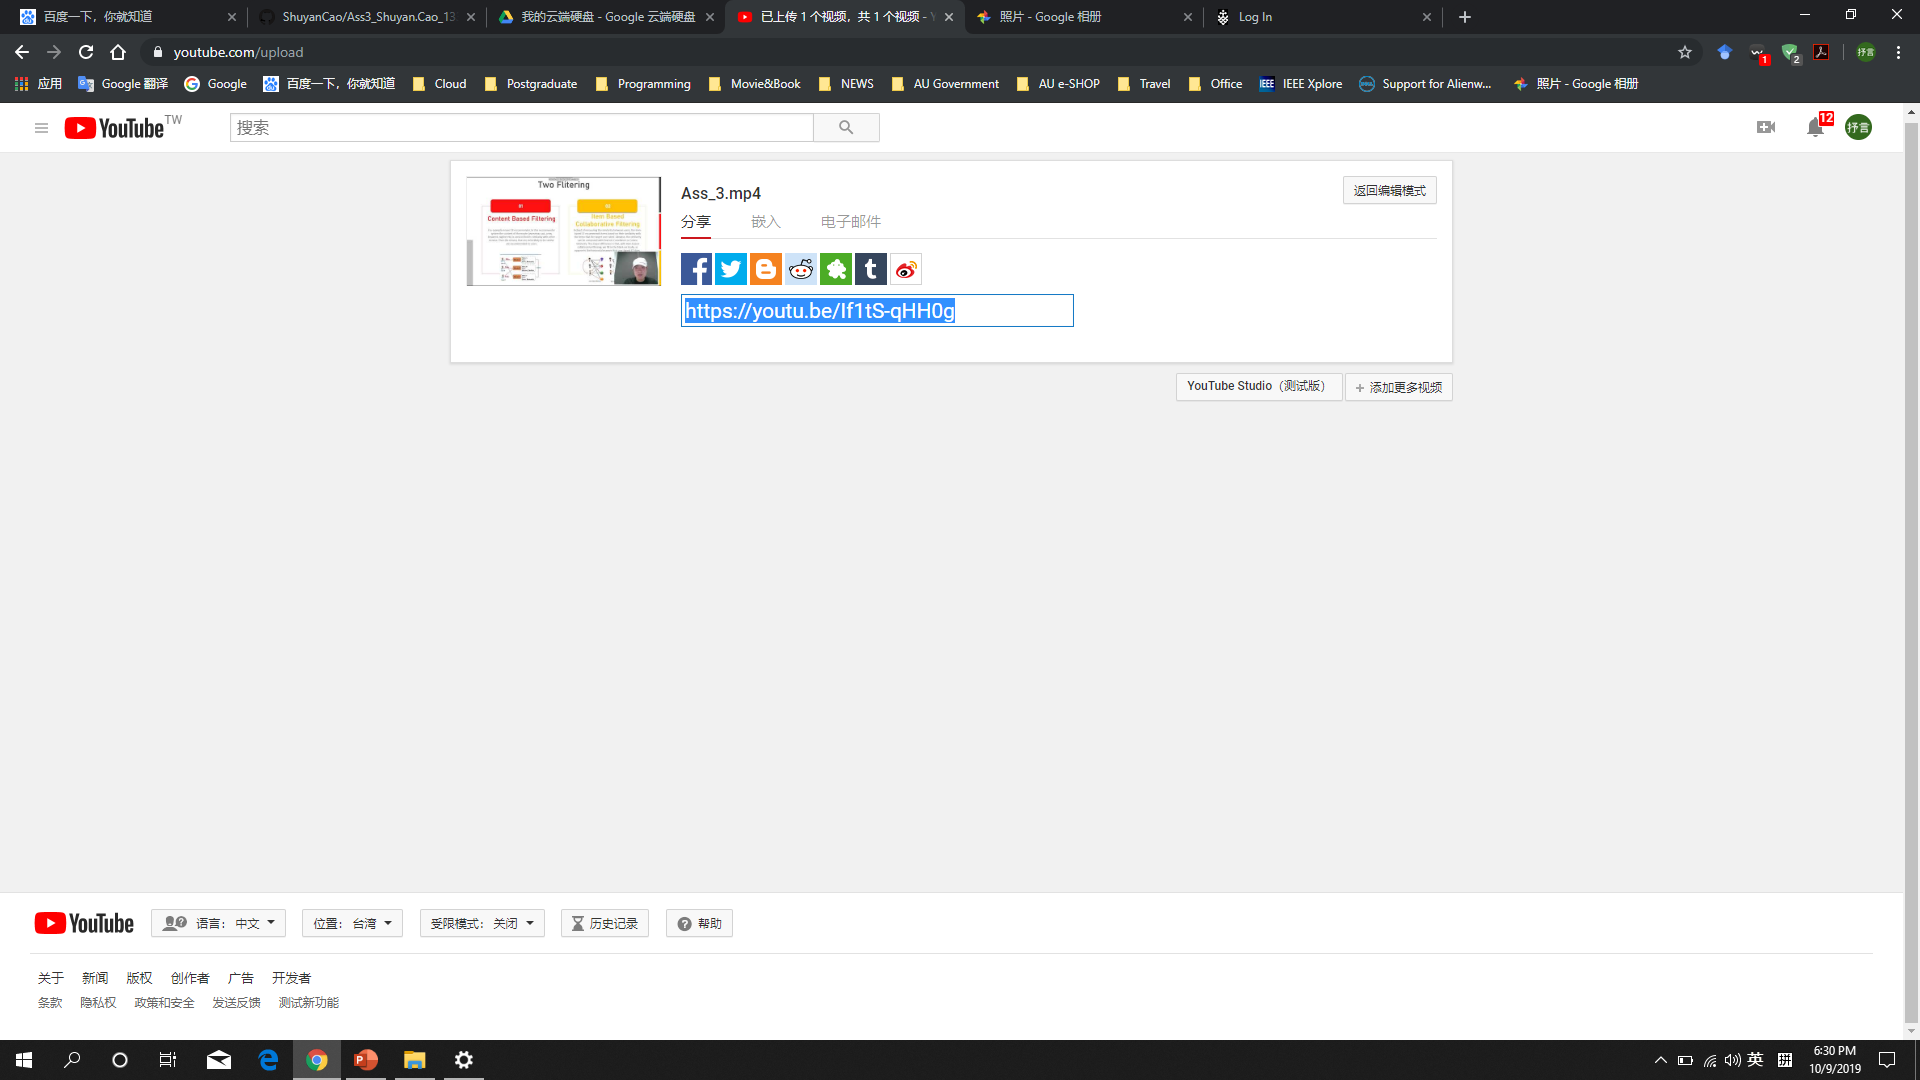 百度一下，你就知道
ShuyanCao/Ass3_Shuyan.Cao_13
我的云端硬盘 - Google 云端硬盘
已上传 1 个视频，共 1 个视频 - Y
照片 - Google 相册
Log In
youtube.com/upload
1
2
抒言
应用
Google 翻译
Google
百度一下，你就知道
Cloud
Postgraduate
Programming
Movie&Book
NEWS
AU Government
AU e-SHOP
Travel
Office
IEEE
IEEE Xplore
Support for Alienw...
照片 - Google 相册
YouTube TW
搜索
12
抒言
Two Flitering
Content Based Filtering
Item Based
Collaborative Filtering
Ass_3.mp4
返回编辑模式
分享
嵌入
电子邮件
https://youtu.be/If1tS-qHH0g
YouTube Studio（测试版）
+ 添加更多视频
YouTube
语言： 中文
位置： 台湾
受限模式： 关闭
历史记录
帮助
关于 新闻 版权 创作者 广告 开发者
条款 隐私权 政策和安全 发送反馈 测试新功能
英
拼
6:30 PM
10/9/2019